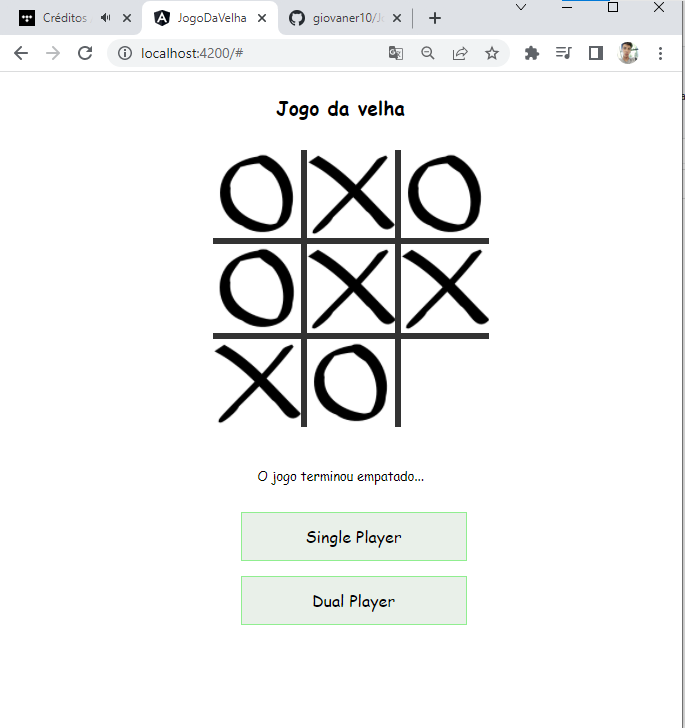 Créditos
JogoDaVelha
giovaner10/J
localhost:4200/#
Jogo da velha
O X O
O X X
X O
O jogo terminou empatado...
Single Player
Dual Player